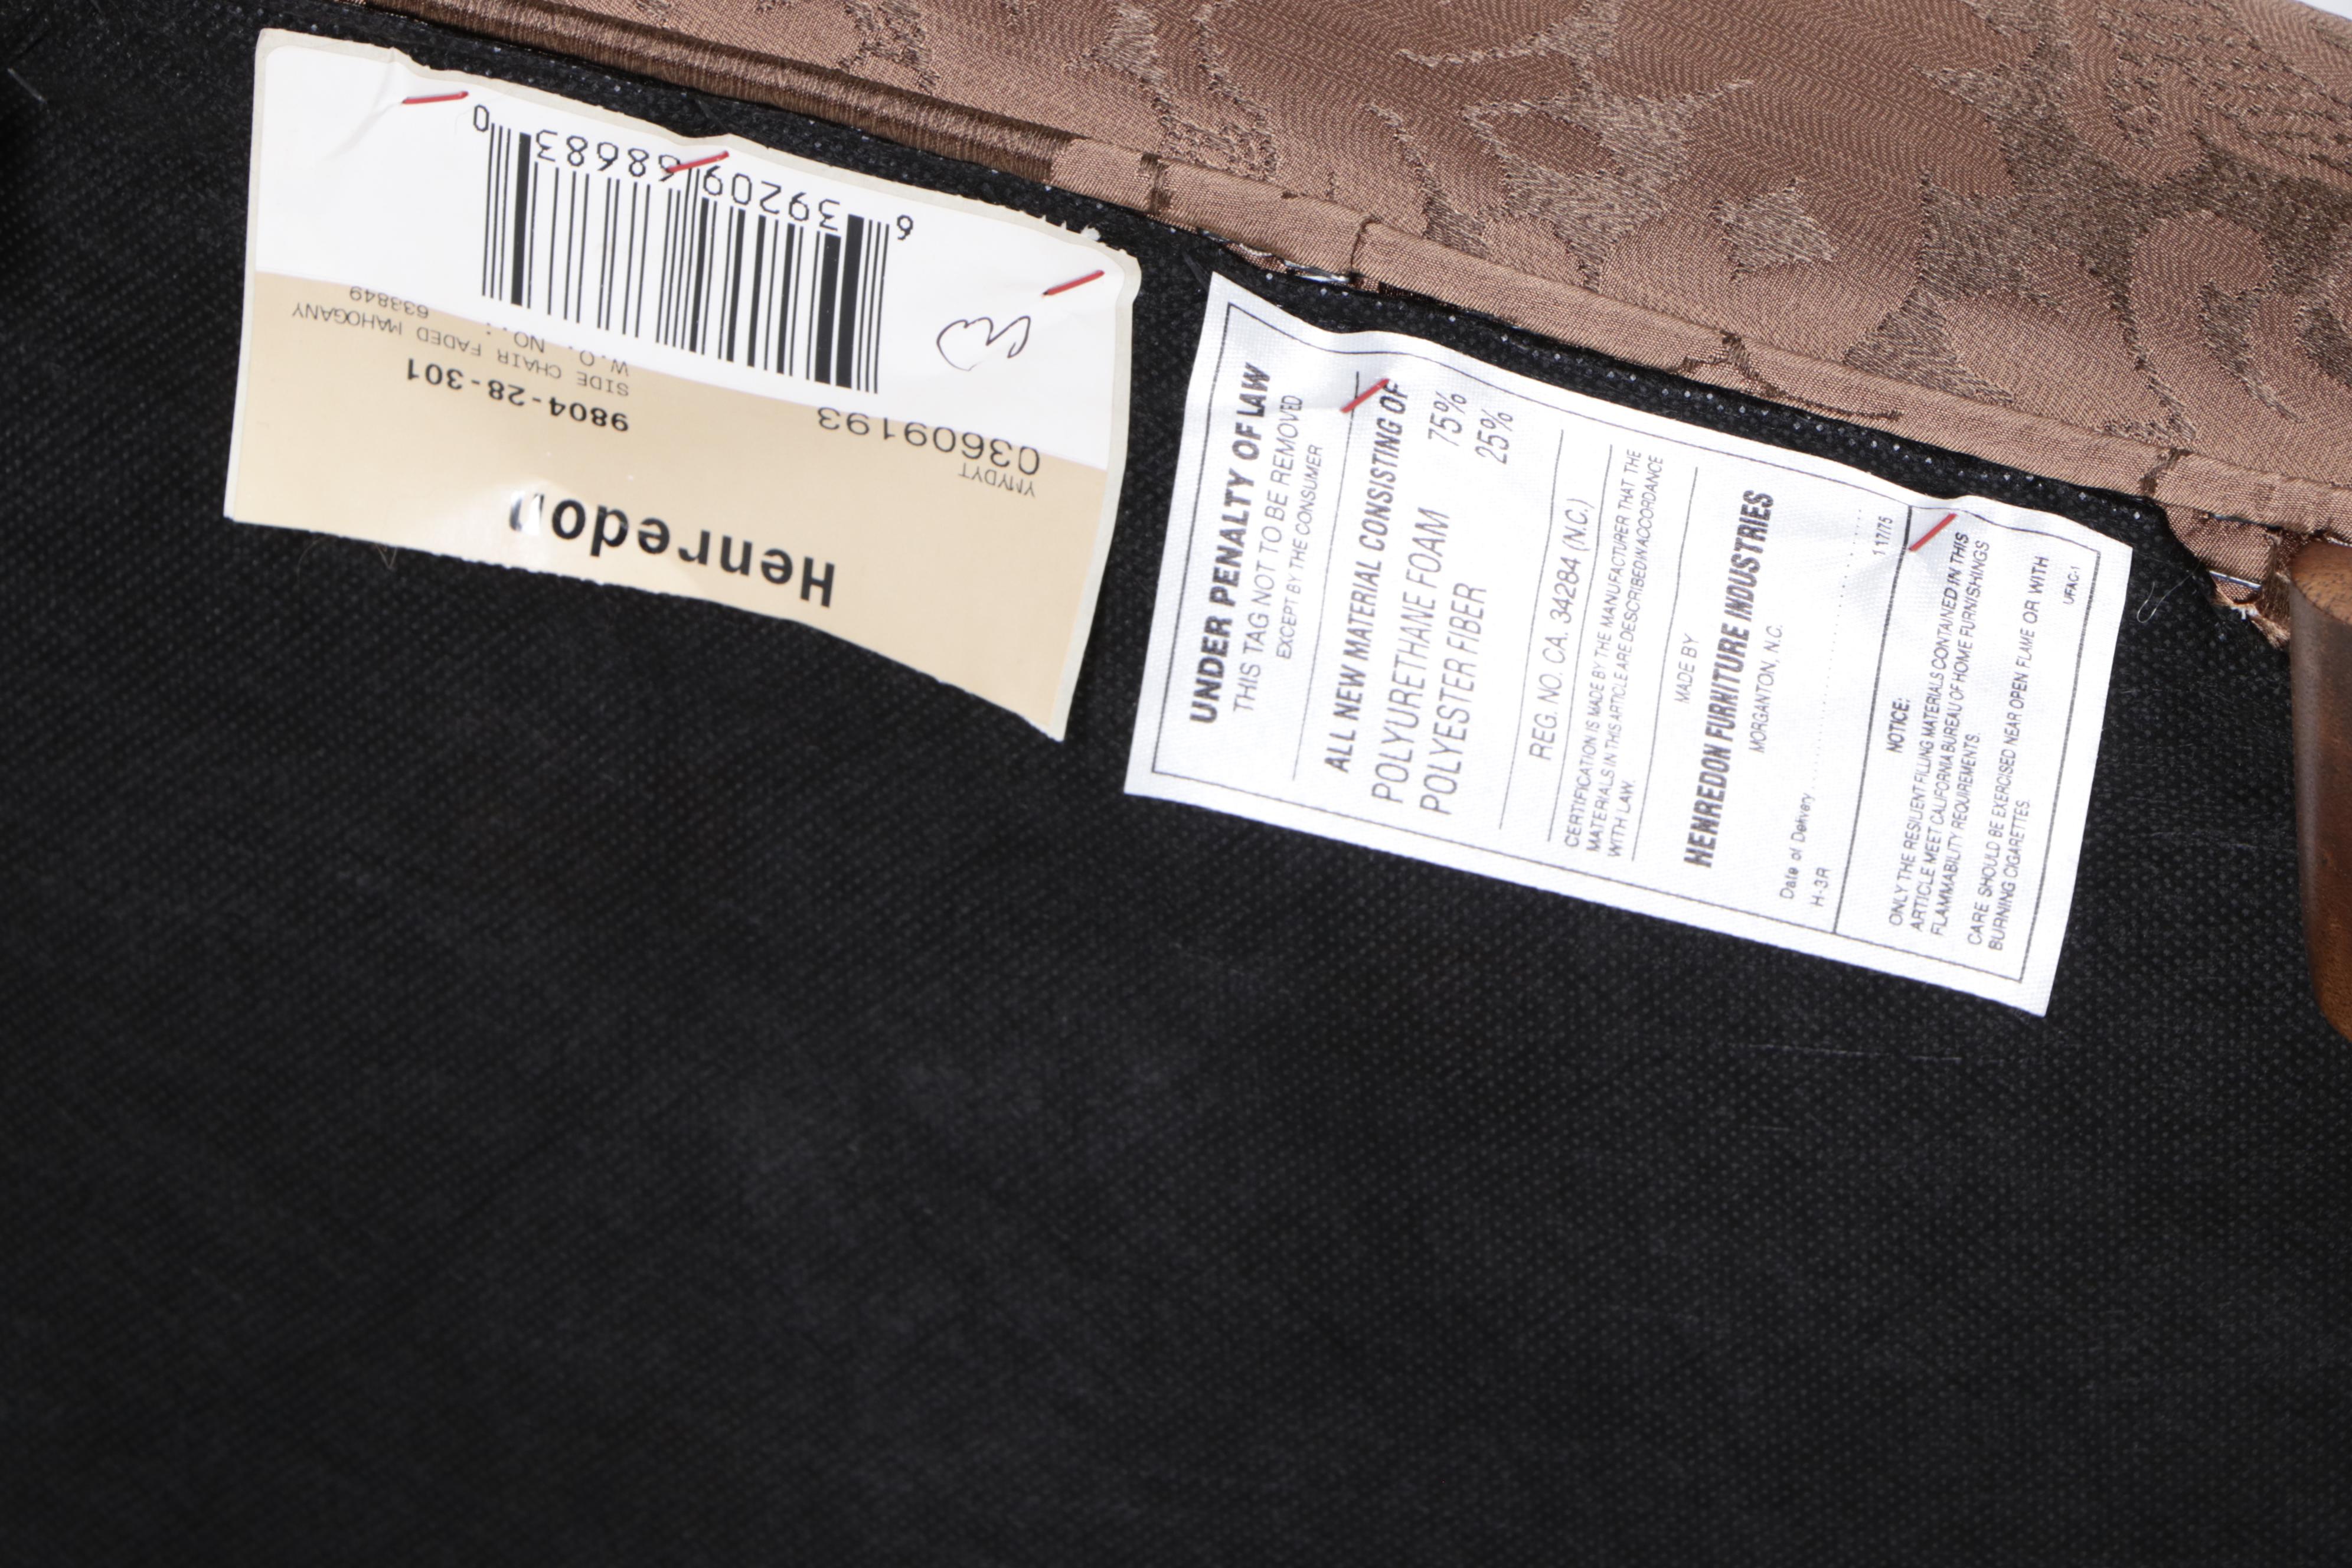 Henredon
YMYDYT
03609193
9804-28-301
SIDE CHAIR FADED MAHOGANY
W.O. NO.: 633849
6 39209 68683 0
UNDER PENALTY OF LAW
THIS TAG NOT TO BE REMOVED
EXCEPT BY THE CONSUMER
ALL NEW MATERIAL CONSISTING OF
POLYURETHANE FOAM 75%
POLYESTER FIBER 25%
REG. NO. CA. 34284 (N.C.)
CERTIFICATION IS MADE BY THE MANUFACTURER THAT THE
MATERIALS IN THIS ARTICLE ARE DESCRIBED IN ACCORDANCE
WITH LAW.
MADE BY
HENREDON FURNITURE INDUSTRIES
MORGANTON, N.C.
Date of Delivery
H-3R 117/75
NOTICE:
ONLY THE RESILIENT FILLING MATERIALS CONTAINED IN THIS
ARTICLE MEET CALIFORNIA BUREAU OF HOME FURNISHINGS
FLAMMABILITY REQUIREMENTS.
CARE SHOULD BE EXERCISED NEAR OPEN FLAME OR WITH
BURNING CIGARETTES.
UFAC-1